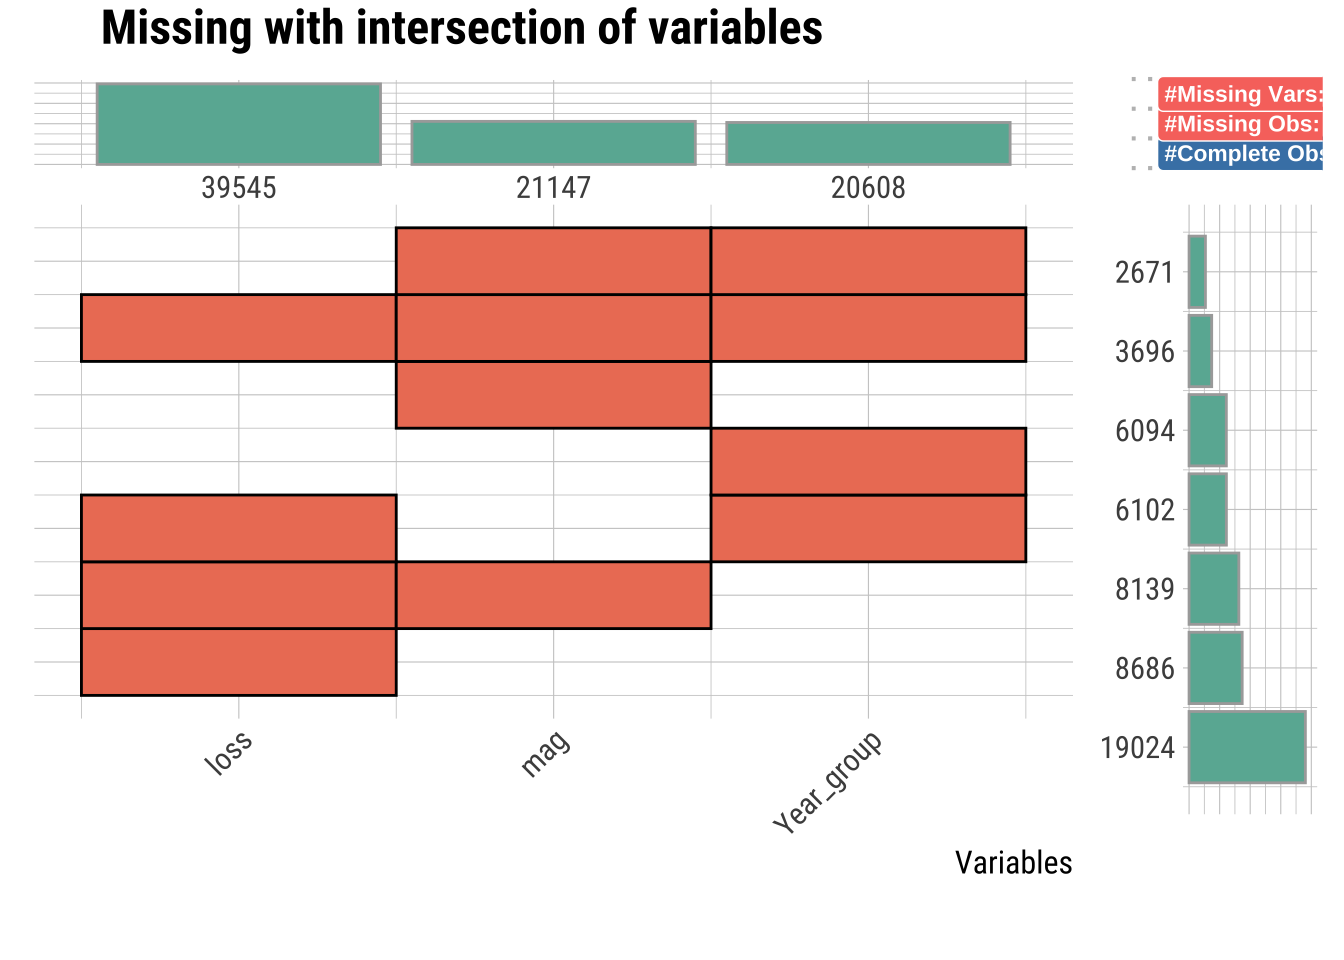 Missing with intersection of variables
#Missing Vars:
#Missing Obs:
#Complete Obs
39545 21147 20608
2671
3696
6094
6102
8139
8686
19024
loss mag Year_group
Variables